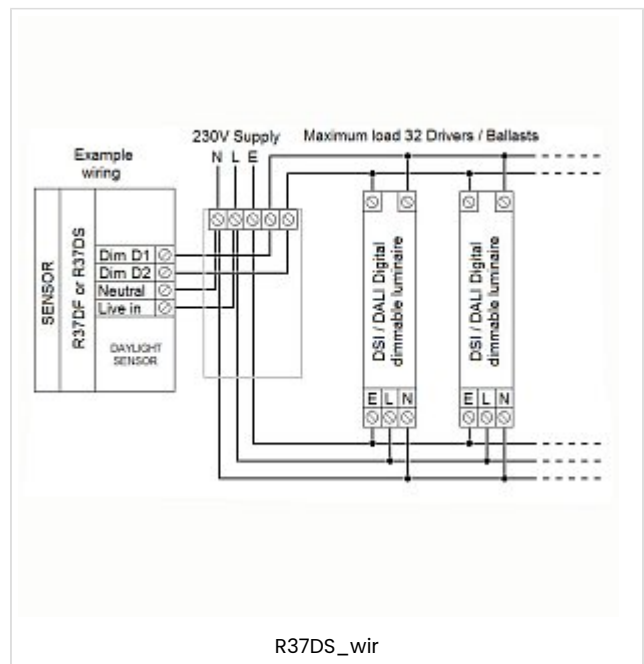 230V Supply
Maximum load 32 Drivers / Ballasts
N L E
Example
wiring
SENSOR
R37DF or R37DS
Dim D1
Dim D2
Neutral
Live in
DAYLIGHT
SENSOR
DSI / DALI Digital
dimmable luminaire
E L N
DSI / DALI Digital
dimmable luminaire
E L N
R37DS_wir